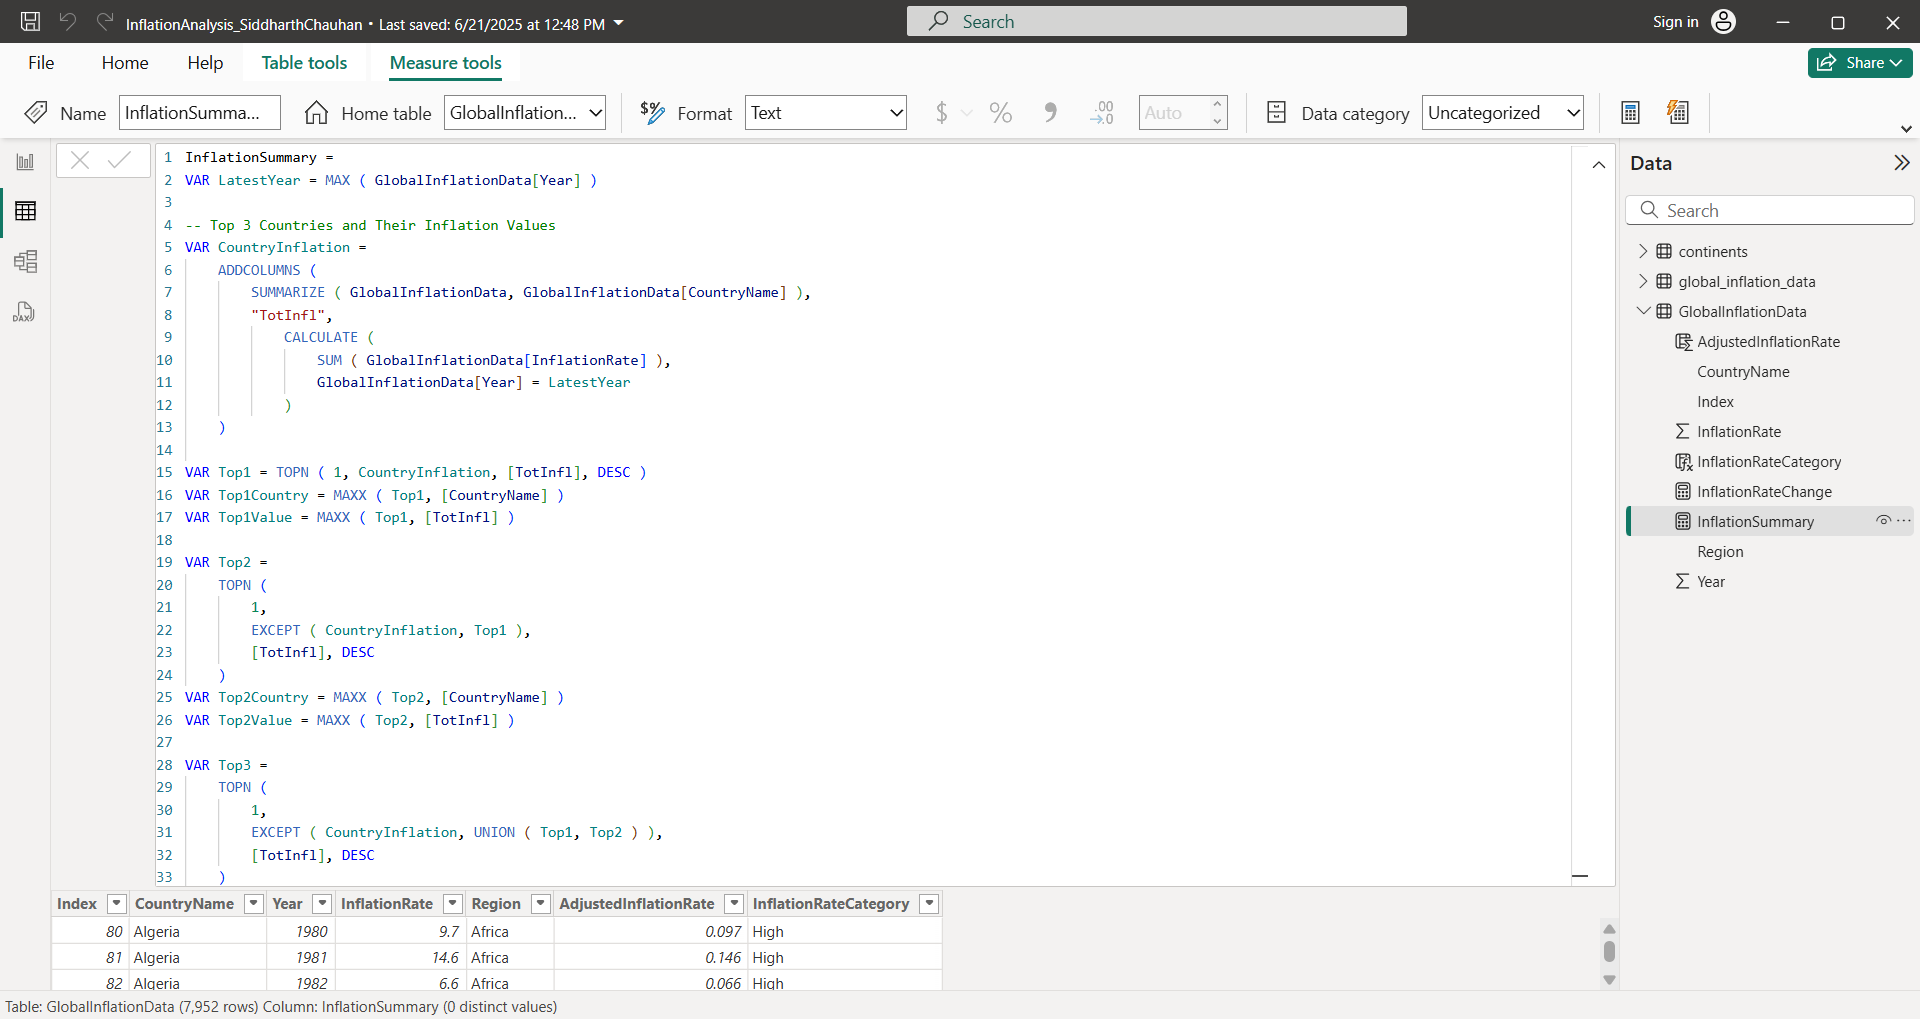 InflationAnalysis_SiddharthChauhan • Last saved: 6/21/2025 at 12:48 PM
Search
Sign in
File
Home
Help
Table tools
Measure tools
Share
Name
InflationSumma...
Home table
GlobalInflation...
Format
Text
$
%
Auto
Data category
Uncategorized
1 InflationSummary =
2 VAR LatestYear = MAX ( GlobalInflationData[Year] )
3
4 -- Top 3 Countries and Their Inflation Values
5 VAR CountryInflation =
6 ADDCOLUMNS (
7 SUMMARIZE ( GlobalInflationData, GlobalInflationData[CountryName] ),
8 "TotInfl",
9 CALCULATE (
10 SUM ( GlobalInflationData[InflationRate] ),
11 GlobalInflationData[Year] = LatestYear
12 )
13 )
14
15 VAR Top1 = TOPN ( 1, CountryInflation, [TotInfl], DESC )
16 VAR Top1Country = MAXX ( Top1, [CountryName] )
17 VAR Top1Value = MAXX ( Top1, [TotInfl] )
18
19 VAR Top2 =
20 TOPN (
21 1,
22 EXCEPT ( CountryInflation, Top1 ),
23 [TotInfl], DESC
24 )
25 VAR Top2Country = MAXX ( Top2, [CountryName] )
26 VAR Top2Value = MAXX ( Top2, [TotInfl] )
27
28 VAR Top3 =
29 TOPN (
30 1,
31 EXCEPT ( CountryInflation, UNION ( Top1, Top2 ) ),
32 [TotInfl], DESC
33 )
Data
Search
continents
global_inflation_data
GlobalInflationData
AdjustedInflationRate
CountryName
Index
InflationRate
InflationRateCategory
InflationRateChange
InflationSummary
Region
Year
Index CountryName Year InflationRate Region AdjustedInflationRate InflationRateCategory
80 Algeria 1980 9.7 Africa 0.097 High
81 Algeria 1981 14.6 Africa 0.146 High
82 Algeria 1982 6.6 Africa 0.066 High
Table: GlobalInflationData (7,952 rows) Column: InflationSummary (0 distinct values)